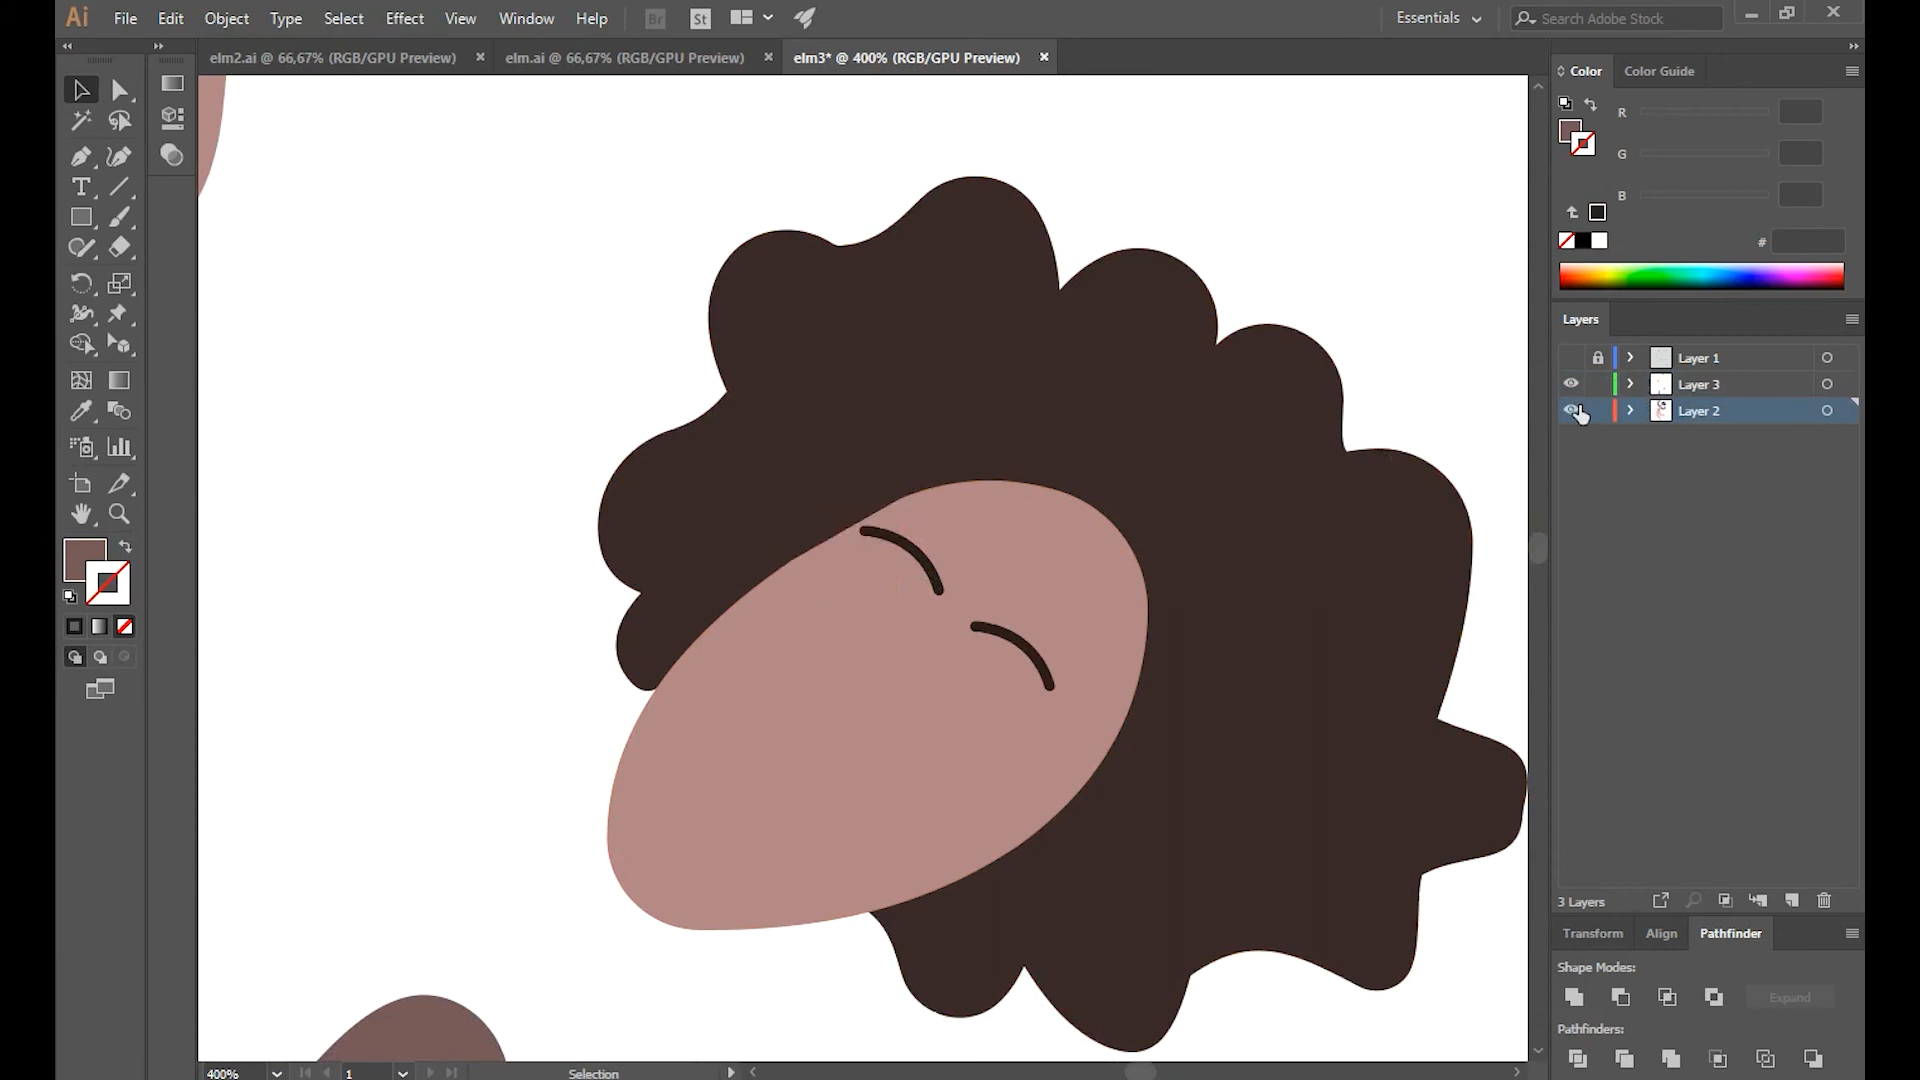 Ai File Edit Object Type Select Effect View Window Help Br St Essentials Search Adobe Stock
elm2.ai @ 66,67% (RGB/GPU Preview) elm.ai @ 66,67% (RGB/GPU Preview) elm3* @ 400% (RGB/GPU Preview)
Color Color Guide
R
G
B
#
Layers
Layer 1
Layer 3
Layer 2
3 Layers
Transform Align Pathfinder
Shape Modes:
Expand
Pathfinders:
400% 1 Selection